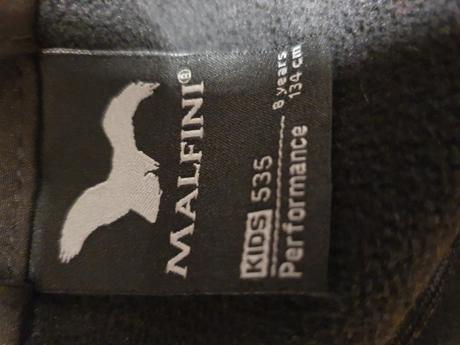 MALFINI®
KIDS 535
Performance
8 years
134 cm